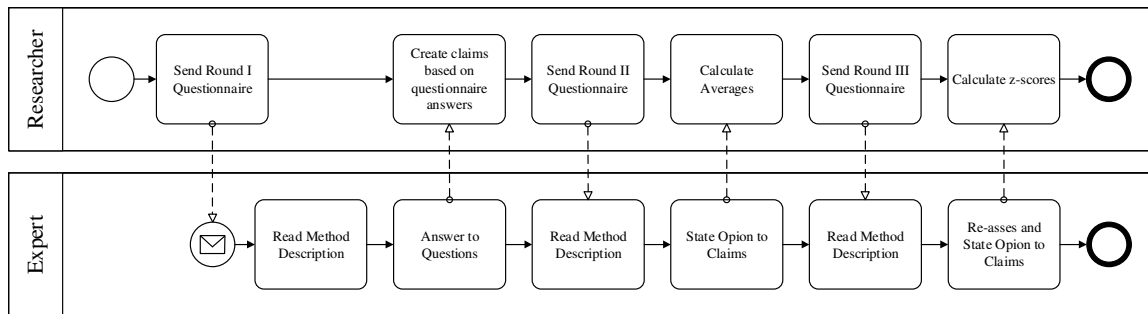 Researcher
Send Round I
Questionnaire
Create claims
based on
questionnaire
answers
Send Round II
Questionnaire
Calculate
Averages
Send Round III
Questionnaire
Calculate z-scores
Expert
Read Method
Description
Answer to
Questions
Read Method
Description
State Opion to
Claims
Read Method
Description
Re-asses and
State Opion to
Claims